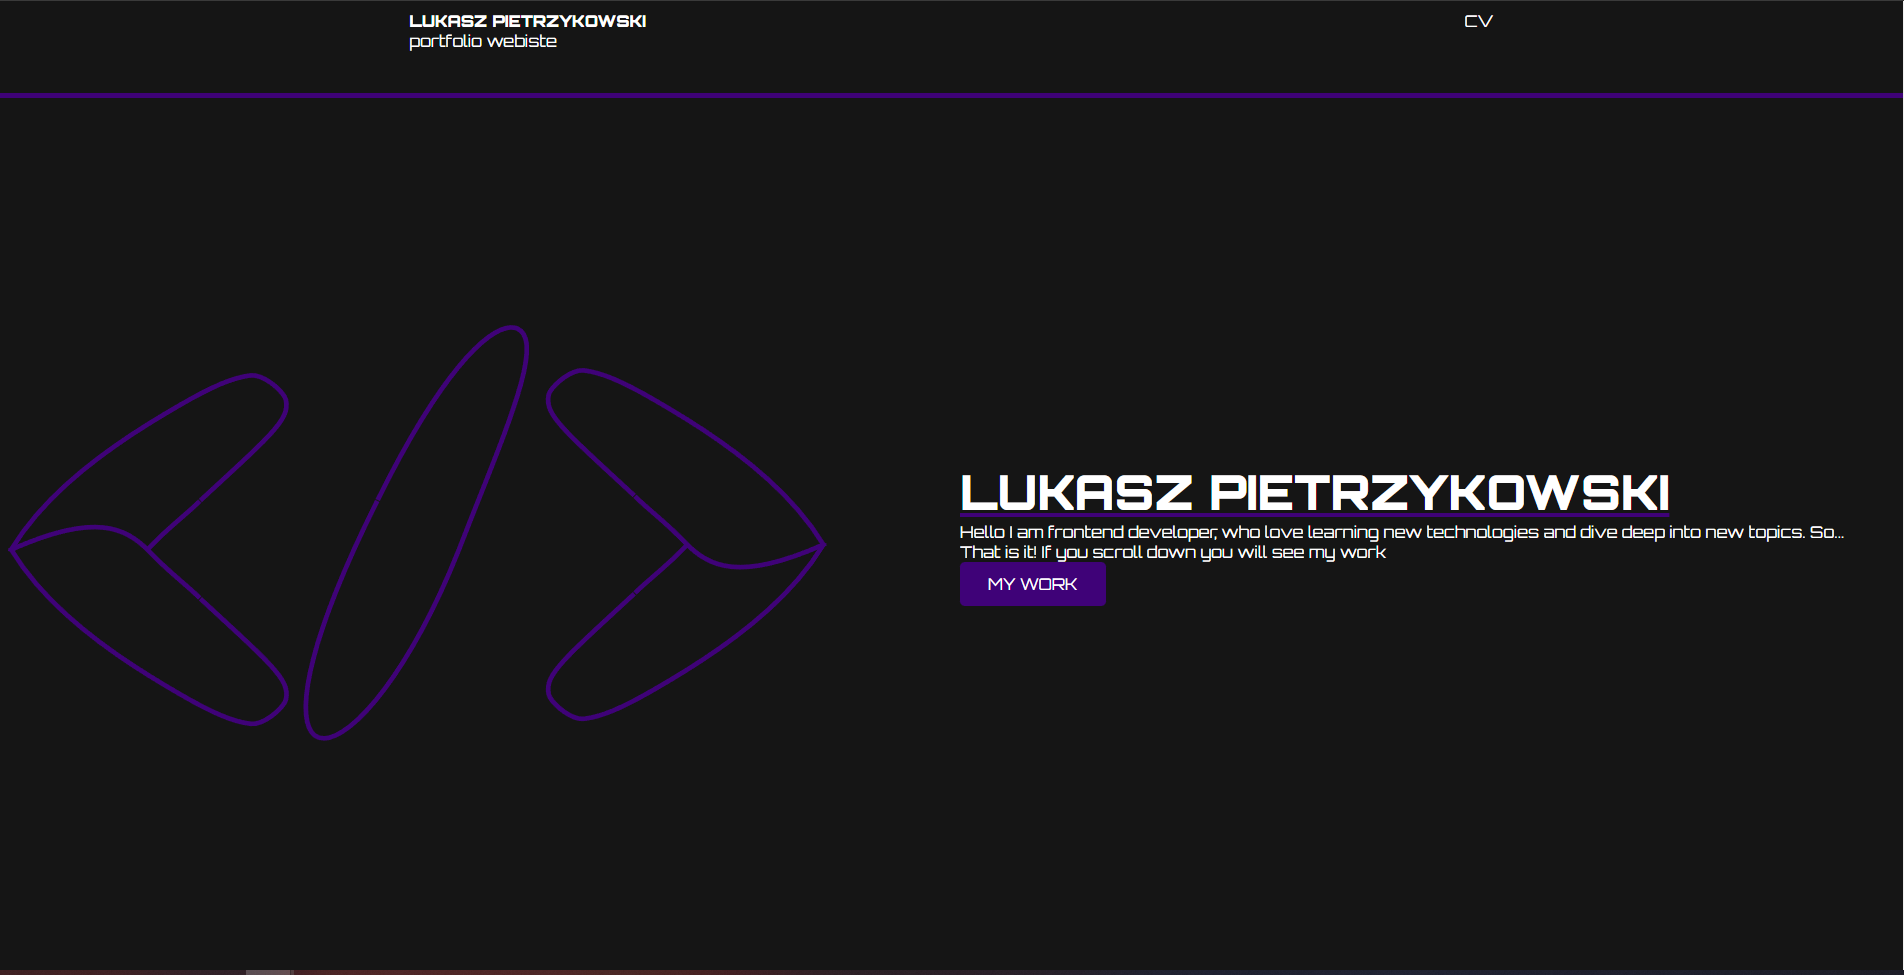 LUKASZ PIETRZYKOWSKI
portfolio webiste
CV
LUKASZ PIETRZYKOWSKI
Hello I am frontend developer, who love learning new technologies and dive deep into new topics. So...
That is it! If you scroll down you will see my work
MY WORK